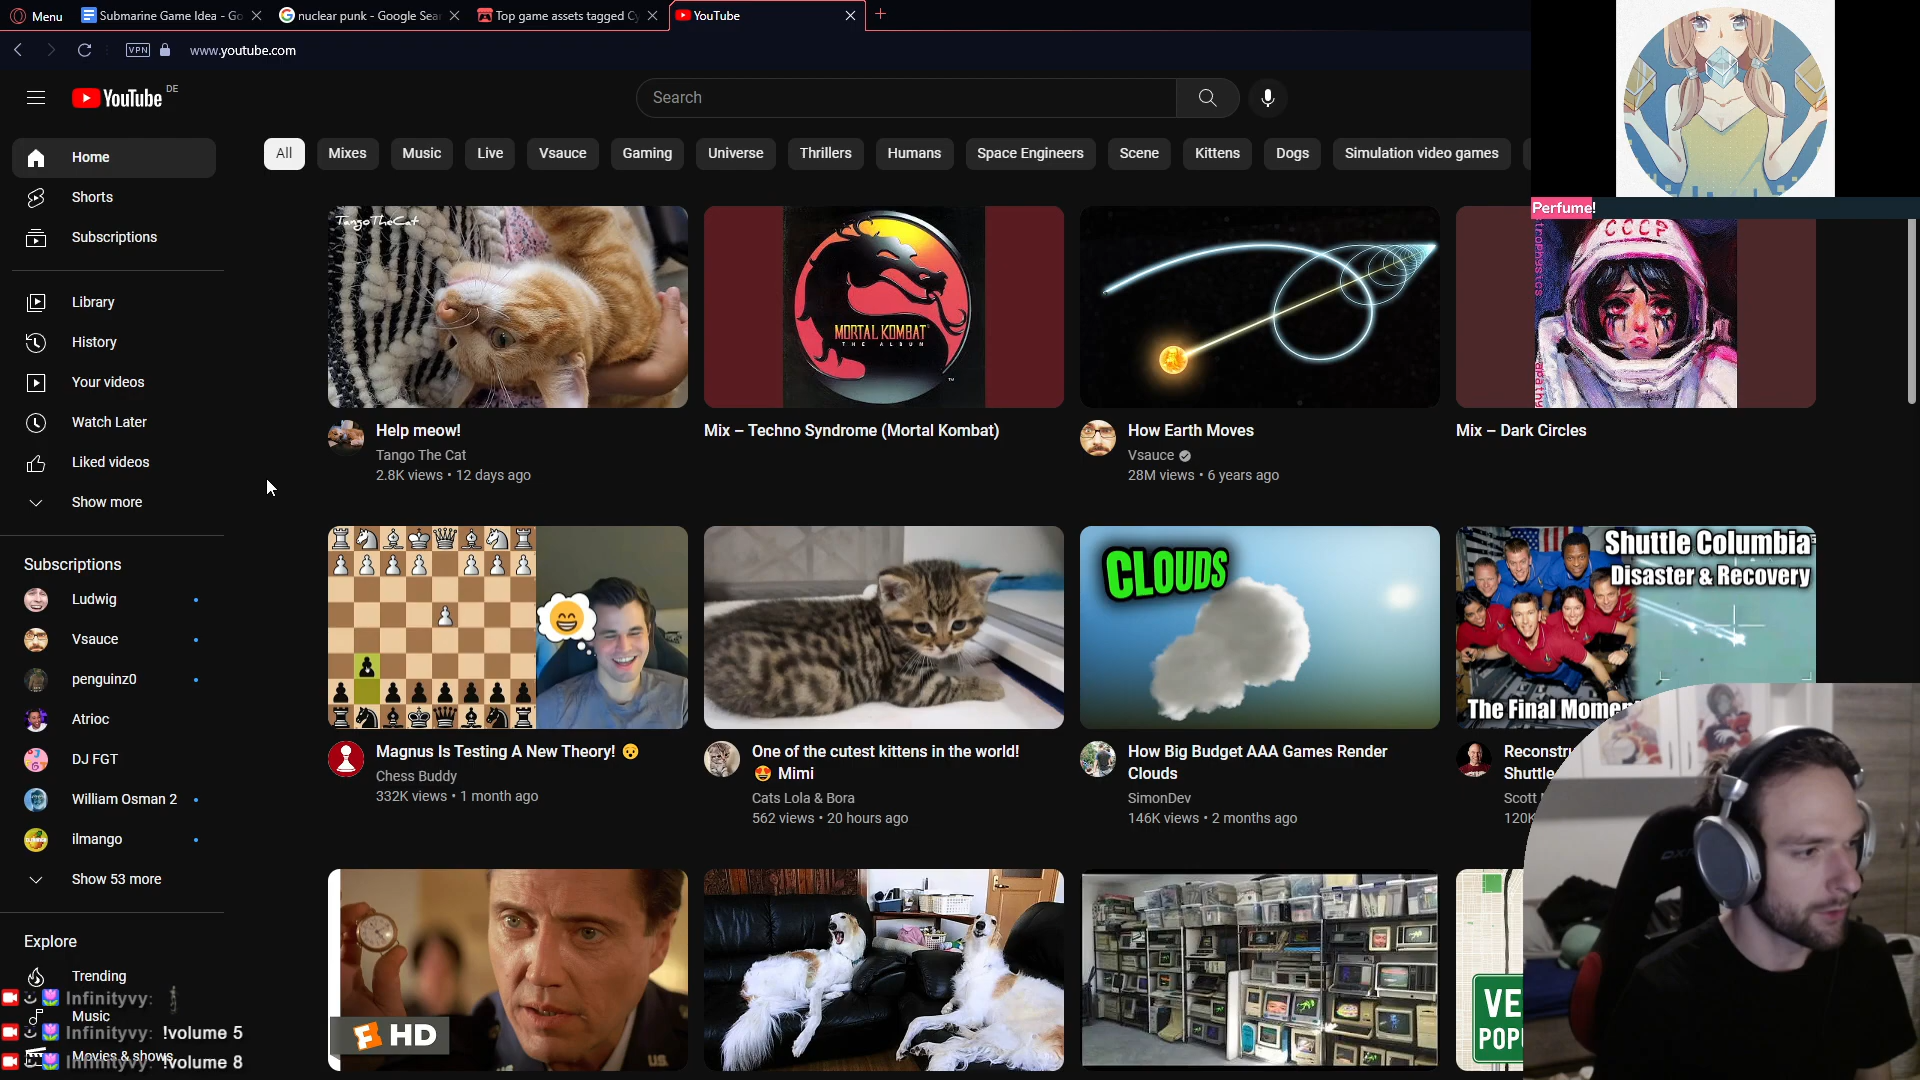 Menu
Submarine Game Idea - Go
nuclear punk - Google Sear
Top game assets tagged Cy
YouTube
VPN
www.youtube.com
YouTube DE
Search
Home
Shorts
Subscriptions
Library
History
Your videos
Watch Later
Liked videos
Show more
Subscriptions
Ludwig
Vsauce
penguinz0
Atrioc
DJ FGT
William Osman 2
ilmango
Show 53 more
Explore
Trending
Music
Movies & shows
Infinityvy:
Infinityvy: !volume 5
Infinityvy: !volume 8
All
Mixes
Music
Live
Vsauce
Gaming
Universe
Thrillers
Humans
Space Engineers
Scene
Kittens
Dogs
Simulation video games
Perfume!
TangoTheCat
Help meow!
Tango The Cat
2.8K views • 12 days ago
MORTAL KOMBAT
THE ALBUM
Mix – Techno Syndrome (Mortal Kombat)
How Earth Moves
Vsauce
28M views • 6 years ago
CCCP
Mix – Dark Circles
Magnus Is Testing A New Theory! 😮
Chess Buddy
332K views • 1 month ago
One of the cutest kittens in the world!
😍 Mimi
Cats Lola & Bora
562 views • 20 hours ago
CLOUDS
How Big Budget AAA Games Render
Clouds
SimonDev
146K views • 2 months ago
Shuttle Columbia
Disaster & Recovery
The Final Momen
Reconstru
Shuttle
Scott
120K
HD
US
VE
POP